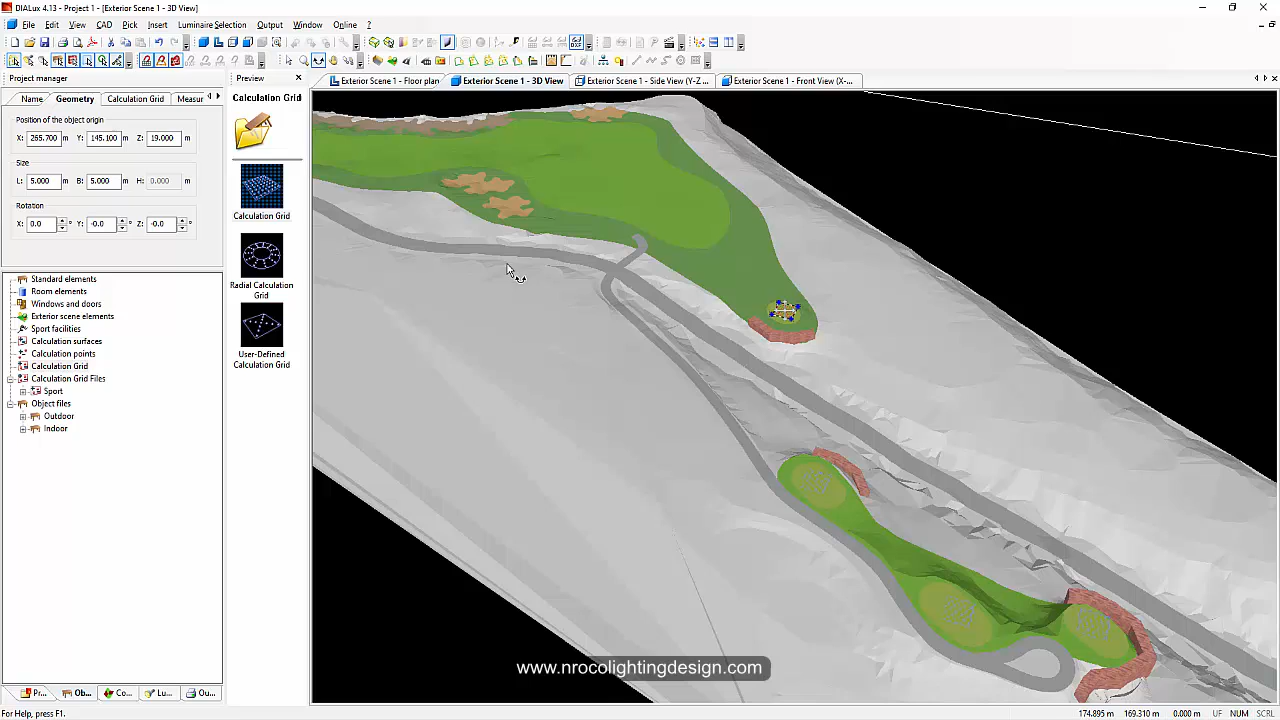 DIALux 4.13 - Project 1 - [Exterior Scene 1 - 3D View]
File Edit View CAD Pick Insert Luminaire Selection Output Window Online ?
Project manager
Preview
Exterior Scene 1 - Floor plan
Exterior Scene 1 - 3D View
Exterior Scene 1 - Side View (Y-Z ...
Exterior Scene 1 - Front View (X-...
Name Geometry Calculation Grid Measur
Position of the object origin
X: 265.700 m Y: 145.100 m Z: 19.000 m
Size
L: 5.000 m B: 5.000 m H: 0.000 m
Rotation
X: 0.0 ° Y: -0.0 ° Z: -0.0 °
Calculation Grid
Calculation Grid
Radial Calculation
Grid
User-Defined
Calculation Grid
Standard elements
Room elements
Windows and doors
Exterior scene elements
Sport facilities
Calculation surfaces
Calculation points
Calculation Grid
Calculation Grid Files
Sport
Object files
Outdoor
Indoor
www.nrocolightingdesign.com
Pr... Ob... Co... Lu... Ou...
For Help, press F1.
174.895 m 169.310 m 0.000 m UF NUM SCRL